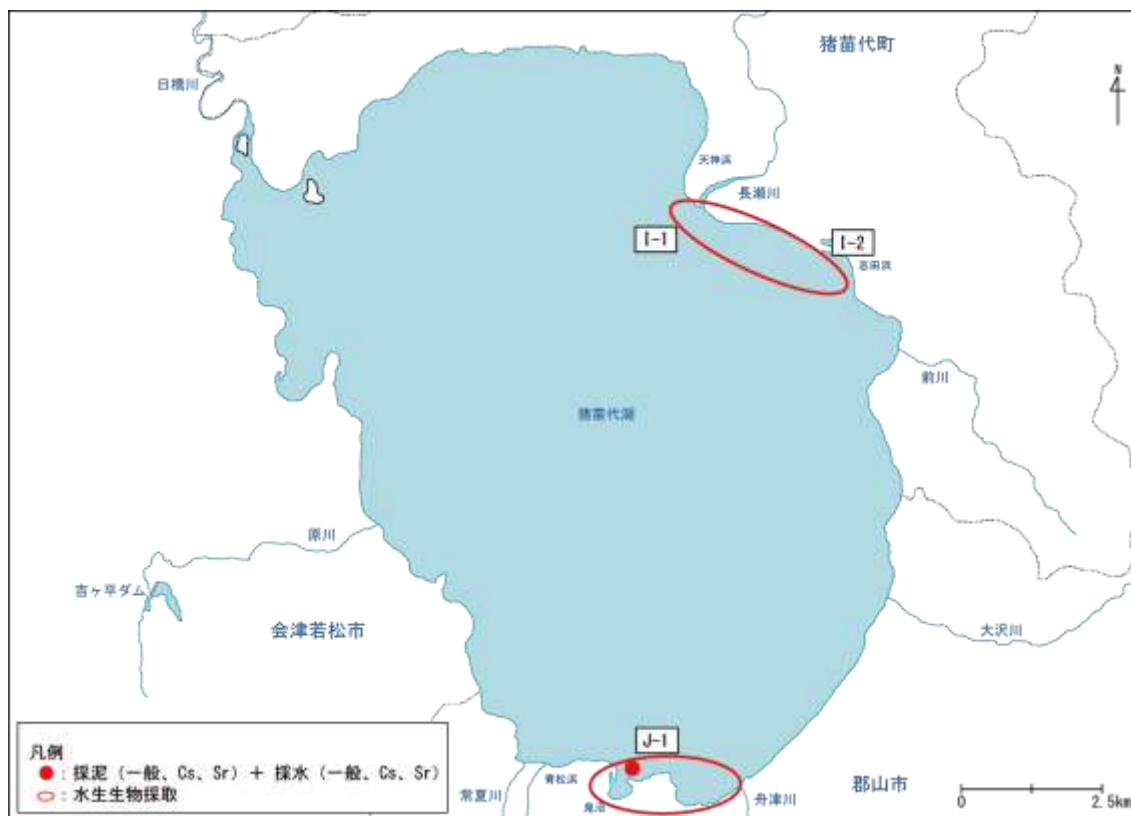 猪苗代町
日橋川
N
天神浜
長瀬川
I-1
I-2
志田浜
前川
猪苗代湖
原川
吉ヶ平ダム
会津若松市
大沢川
J-1
青松浜
鬼沼
常夏川
舟津川
郡山市
凡例
●：採泥（一般、Cs、Sr）＋ 採水（一般、Cs、Sr）
○：水生生物採取
0 2.5km